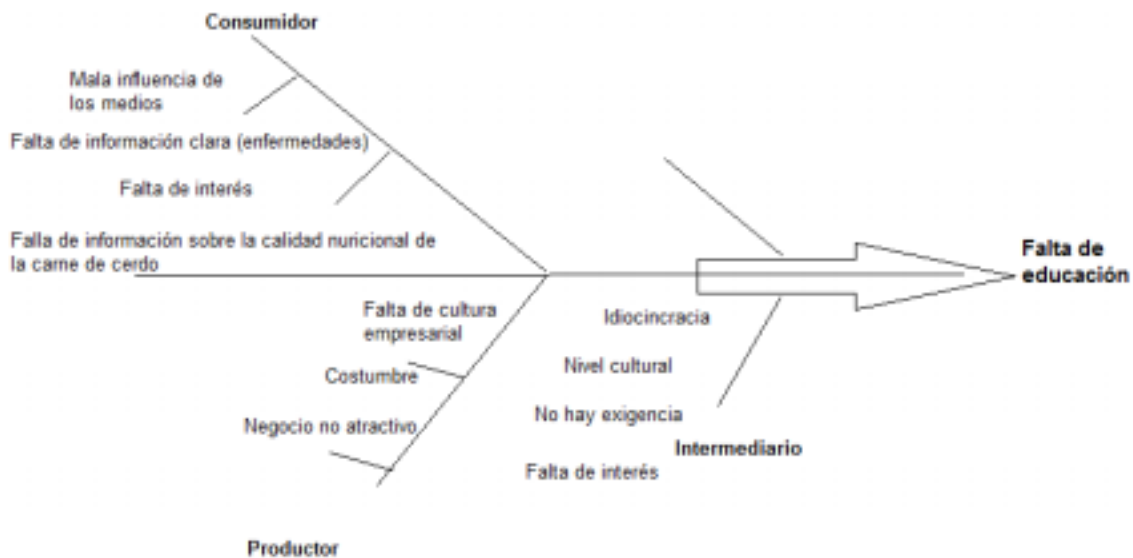 Consumidor
Mala influencia de
los medios
Falta de información clara (enfermedades)
Falta de interés
Falla de información sobre la calidad nuricional de
la carne de cerdo
Falta de
educación
Falta de cultura
empresarial
Costumbre
Negocio no atractivo
Productor
Idiocincracia
Nivel cultural
No hay exigencia
Intermediario
Falta de interés